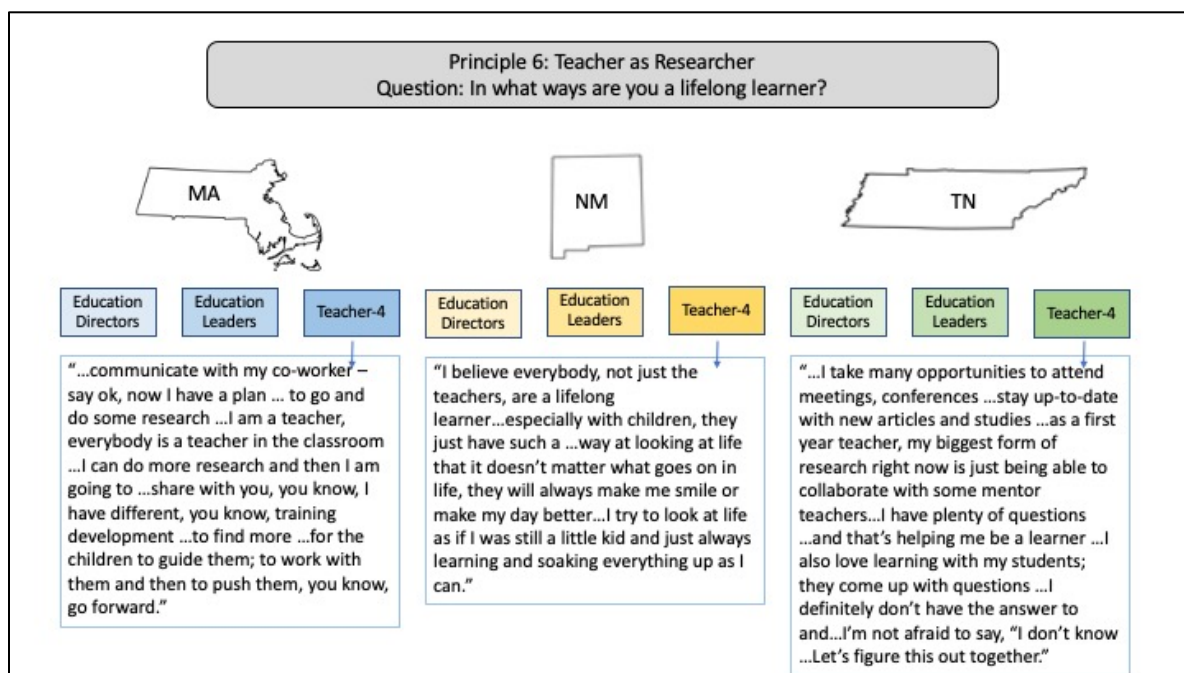 Principle 6: Teacher as Researcher
Question: In what ways are you a lifelong learner?
MA
NM
TN
Education
Directors
Education
Leaders
Teacher-4
Education
Directors
Education
Leaders
Teacher-4
Education
Directors
Education
Leaders
Teacher-4
“…communicate with my co-worker –
say ok, now I have a plan … to go and
do some research …I am a teacher,
everybody is a teacher in the classroom
…I can do more research and then I am
going to …share with you, you know, I
have different, you know, training
development …to find more …for the
children to guide them; to work with
them and then to push them, you know,
go forward.”
“I believe everybody, not just the
teachers, are a lifelong
learner…especially with children, they
just have such a …way at looking at life
that it doesn’t matter what goes on in
life, they will always make me smile or
make my day better…I try to look at life
as if I was still a little kid and just always
learning and soaking everything up as I
can.”
“…I take many opportunities to attend
meetings, conferences …stay up-to-date
with new articles and studies …as a first
year teacher, my biggest form of
research right now is just being able to
collaborate with some mentor
teachers…I have plenty of questions
…and that’s helping me be a learner …I
also love learning with my students;
they come up with questions …I
definitely don’t have the answer to
and…I’m not afraid to say, “I don’t know
…Let’s figure this out together.”